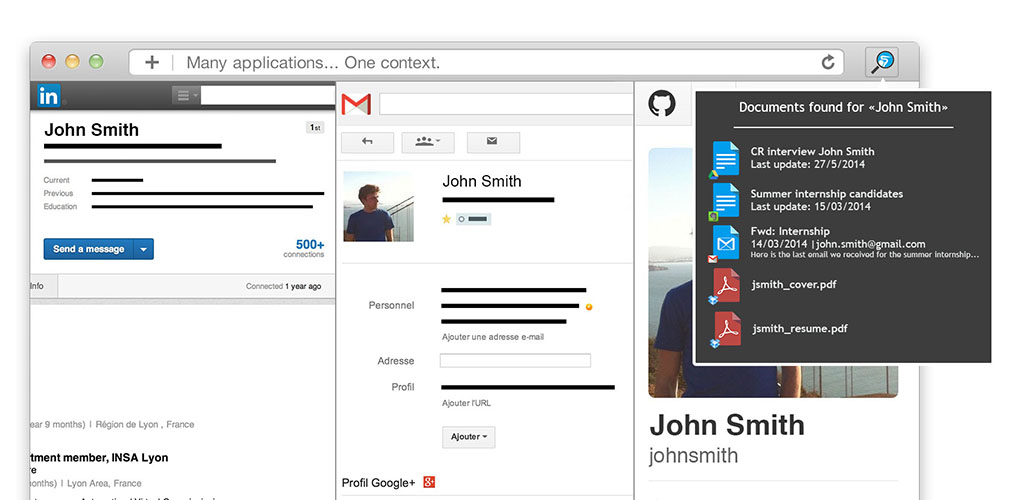 Many applications... One context.
in
John Smith
1st
Current
Previous
Education
Send a message
500+
connections
Info
Connected 1 year ago
ear 9 months) | Région de Lyon , France
tment member, INSA Lyon
re
onths) | Lyon Area, France
John Smith
Personnel
Ajouter une adresse e-mail
Adresse
Profil
Ajouter l'URL
Ajouter
Profil Google+
g+
Documents found for «John Smith»
CR interview John Smith
Last update: 27/5/2014
Summer internship candidates
Last update: 15/03/2014
Fwd: Internship
14/03/2014 |john.smith@gmail.com
Here is the last email we received for the summer internship...
jsmith_cover.pdf
jsmith_resume.pdf
John Smith
johnsmith